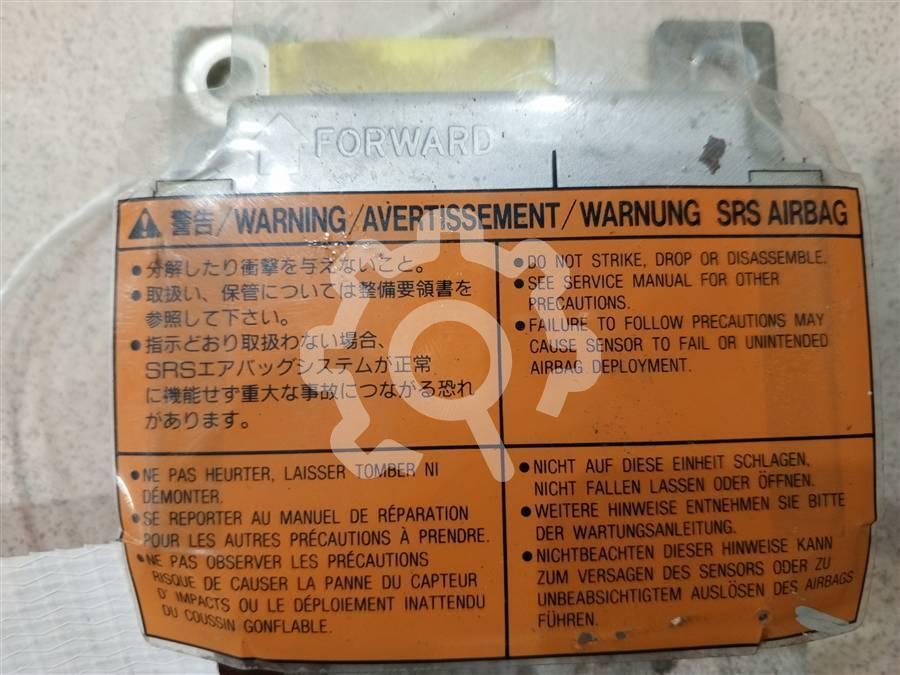 FORWARD
警告/WARNING/AVERTISSEMENT/WARNUNG SRS AIRBAG
●分解したり衝撃を与えないこと。
●取扱い、保管については整備要領書を
参照して下さい。
●指示どおり取扱わない場合、
SRSエアバッグシステムが正常
に機能せず重大な事故につながる恐れ
があります。
●DO NOT STRIKE, DROP OR DISASSEMBLE.
●SEE SERVICE MANUAL FOR OTHER
PRECAUTIONS.
●FAILURE TO FOLLOW PRECAUTIONS MAY
CAUSE SENSOR TO FAIL OR UNINTENDED
AIRBAG DEPLOYMENT.
●NE PAS HEURTER, LAISSER TOMBER NI
DÉMONTER.
●SE REPORTER AU MANUEL DE RÉPARATION
POUR LES AUTRES PRÉCAUTIONS À PRENDRE.
●NE PAS OBSERVER LES PRÉCAUTIONS
RISQUE DE CAUSER LA PANNE DU CAPTEUR
D' IMPACTS OU LE DÉPLOIEMENT INATTENDU
DU COUSSIN GONFLABLE.
●NICHT AUF DIESE EINHEIT SCHLAGEN,
NICHT FALLEN LASSEN ODER ÖFFNEN.
●WEITERE HINWEISE ENTNEHMEN SIE BITTE
DER WARTUNGSANLEITUNG.
●NICHTBEACHTEN DIESER HINWEISE KANN
ZUM VERSAGEN DES SENSORS ODER ZU
UNBEABSICHTIGTEM AUSLÖSEN DES AIRBAGS
FÜHREN.